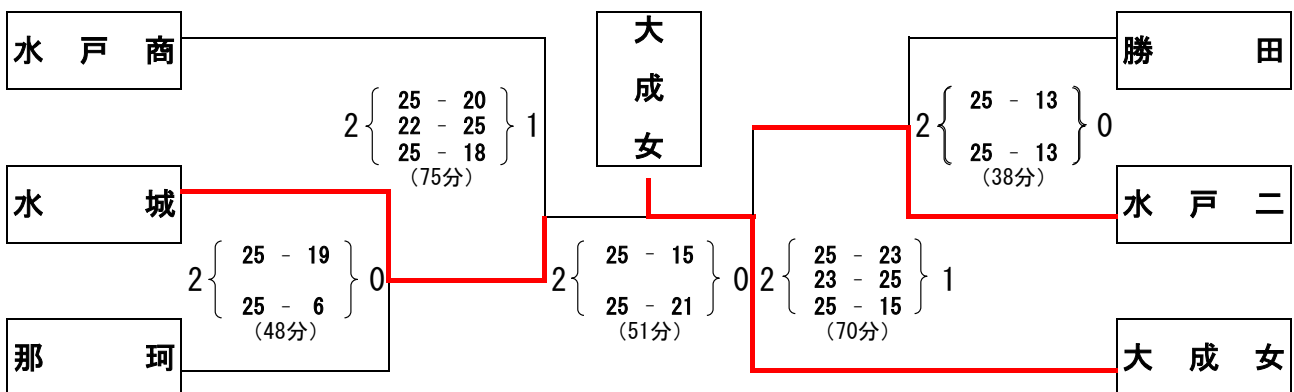 水戸商
大成女
勝田
2 { 25 - 20 } 1
22 - 25
25 - 18
(75分)
2 { 25 - 13 } 0
25 - 13
(38分)
水城
水戸二
2 { 25 - 19 } 0
25 - 6
(48分)
2 { 25 - 15 } 0
25 - 21
(51分)
2 { 25 - 23 } 1
23 - 25
25 - 15
(70分)
那珂
大成女